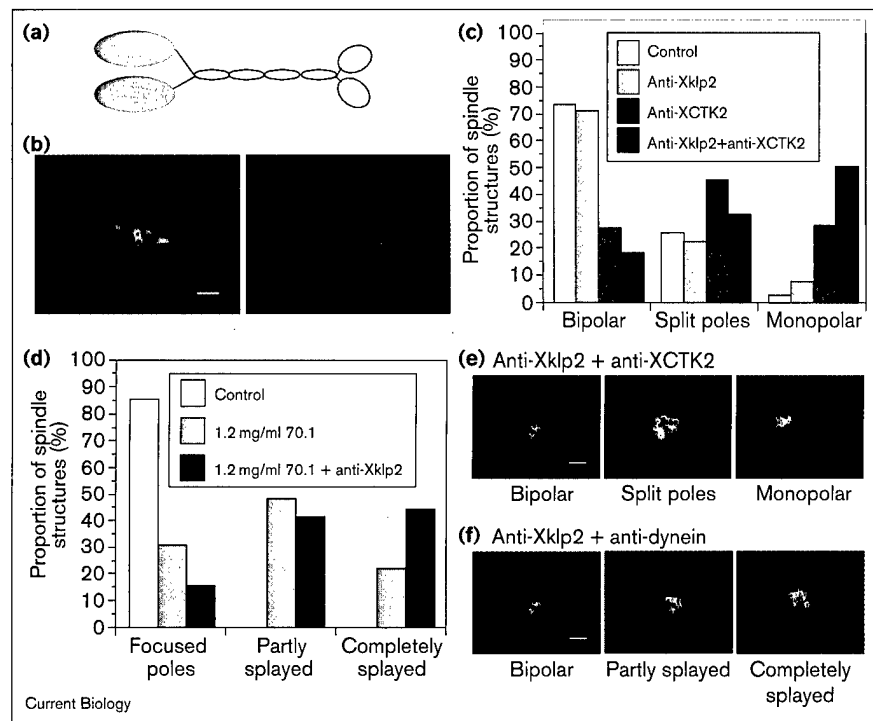 (a)
(b)
(c)
Proportion of spindle
structures (%)
100
90
80
70
60
50
40
30
20
10
0
Control
Anti-Xklp2
Anti-XCTK2
Anti-Xklp2+anti-XCTK2
Bipolar
Split poles
Monopolar
(d)
Proportion of spindle
structures (%)
100
90
80
70
60
50
40
30
20
10
0
Control
1.2 mg/ml 70.1
1.2 mg/ml 70.1 + anti-Xklp2
Focused
poles
Partly
splayed
Completely
splayed
(e) Anti-Xklp2 + anti-XCTK2
Bipolar
Split poles
Monopolar
(f) Anti-Xklp2 + anti-dynein
Bipolar
Partly splayed
Completely
splayed
Current Biology